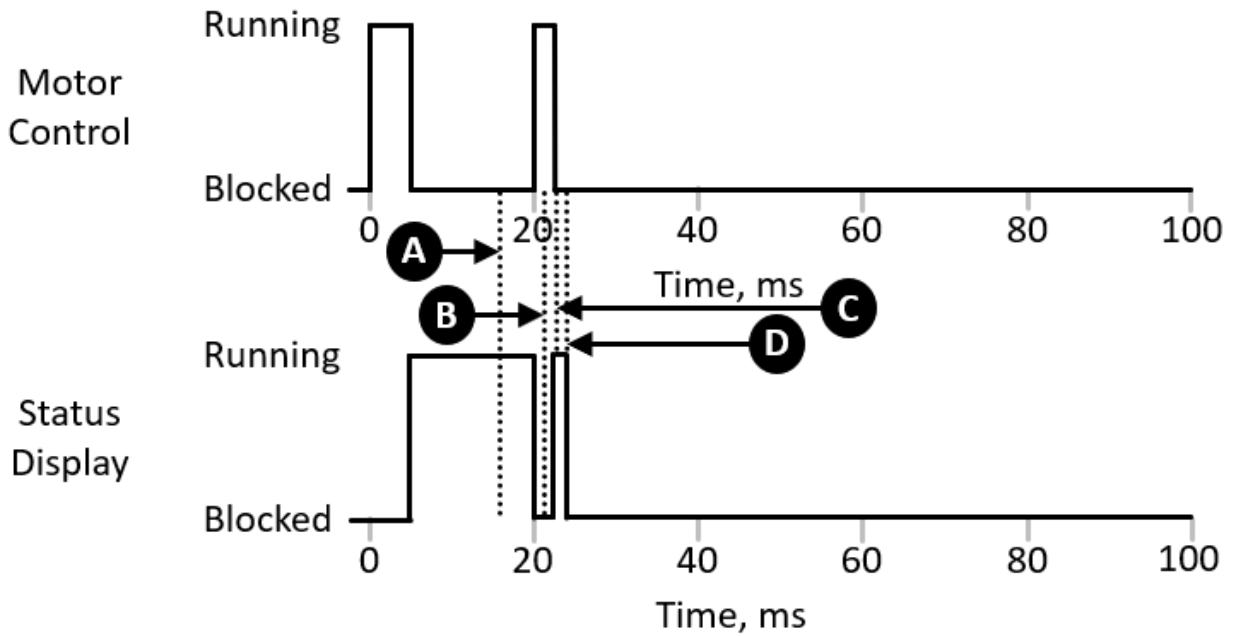 Running
Motor
Control
Blocked
0 20 40 60 80 100
A
Time, ms
B
C
D
Running
Status
Display
Blocked
0 20 40 60 80 100
Time, ms